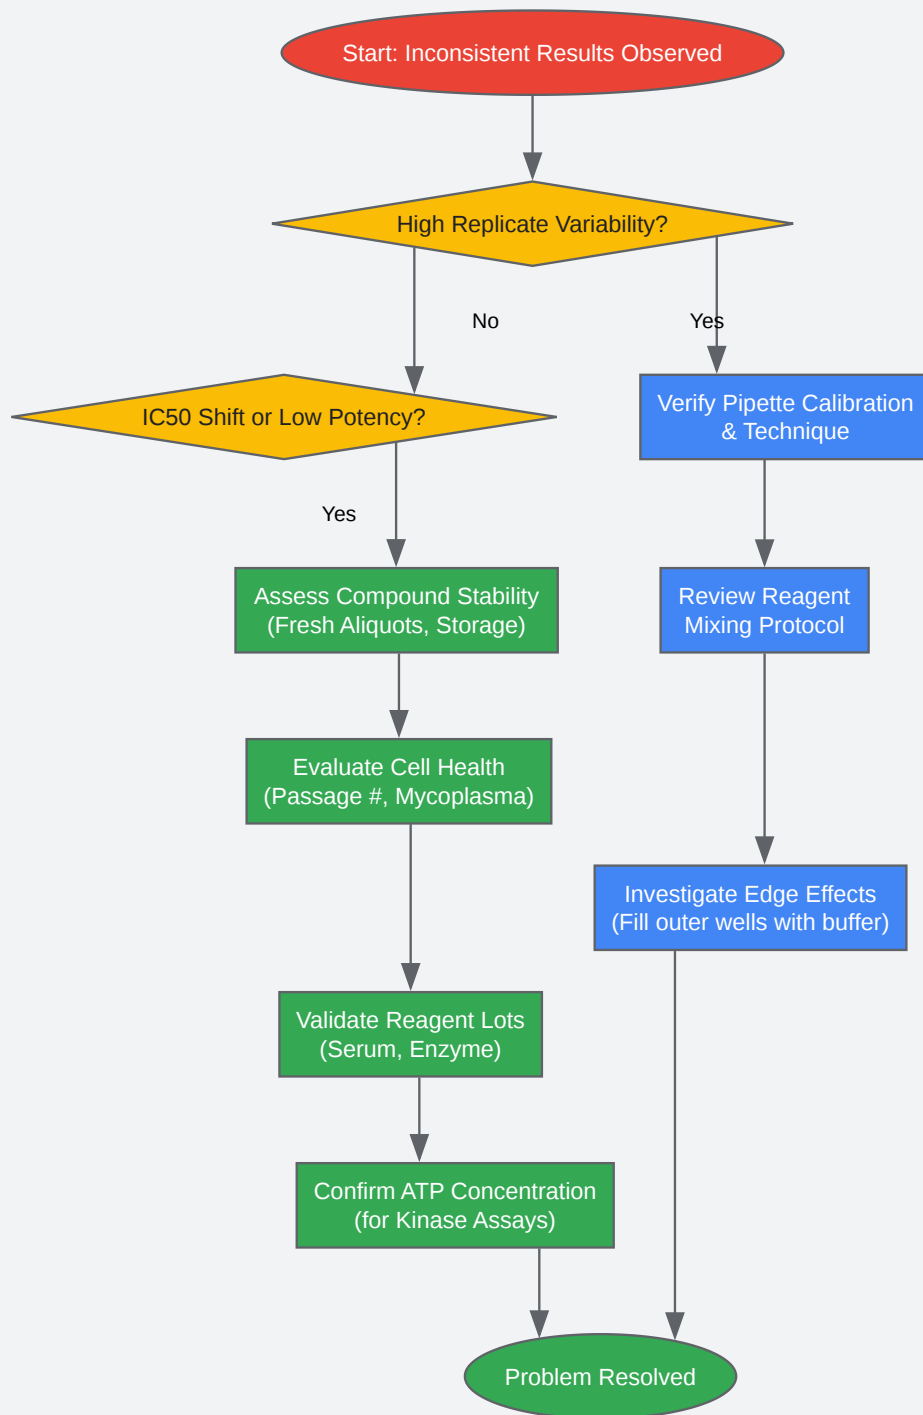 Start: Inconsistent Results Observed
High Replicate Variability?
No
Yes
IC50 Shift or Low Potency?
Verify Pipette Calibration
& Technique
Yes
Assess Compound Stability
(Fresh Aliquots, Storage)
Review Reagent
Mixing Protocol
Evaluate Cell Health
(Passage #, Mycoplasma)
Investigate Edge Effects
(Fill outer wells with buffer)
Validate Reagent Lots
(Serum, Enzyme)
Confirm ATP Concentration
(for Kinase Assays)
Problem Resolved